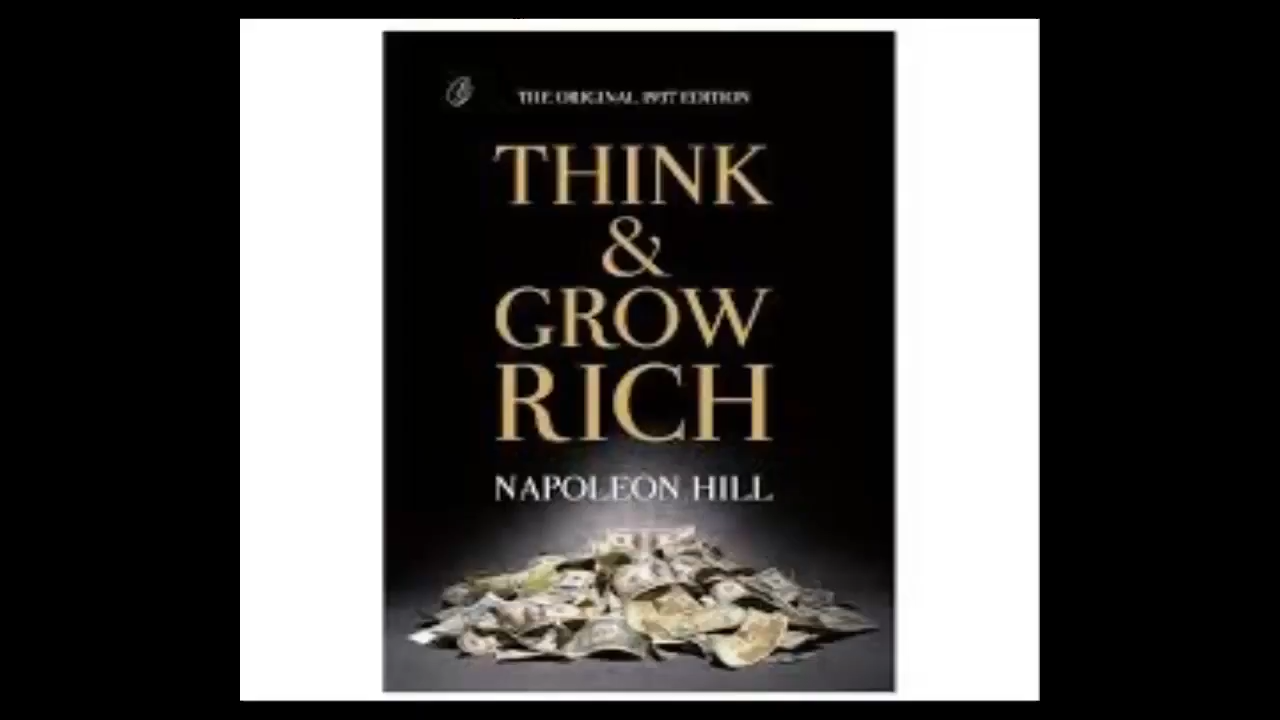 THE ORIGINAL 1937 EDITION
THINK
&
GROW
RICH
NAPOLEON HILL